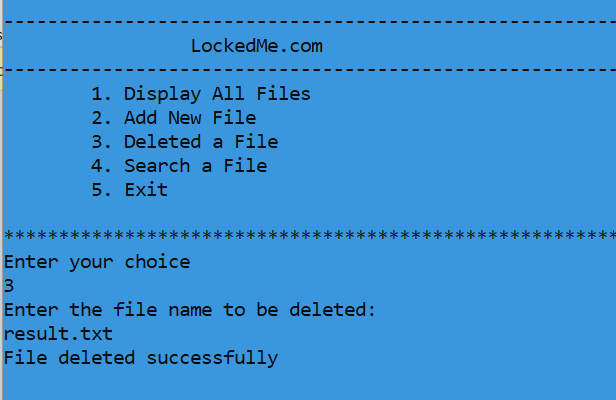 --------------------------------------------------------
LockedMe.com
--------------------------------------------------------
1. Display All Files
2. Add New File
3. Deleted a File
4. Search a File
5. Exit
********************************************************
Enter your choice
3
Enter the file name to be deleted:
result.txt
File deleted successfully